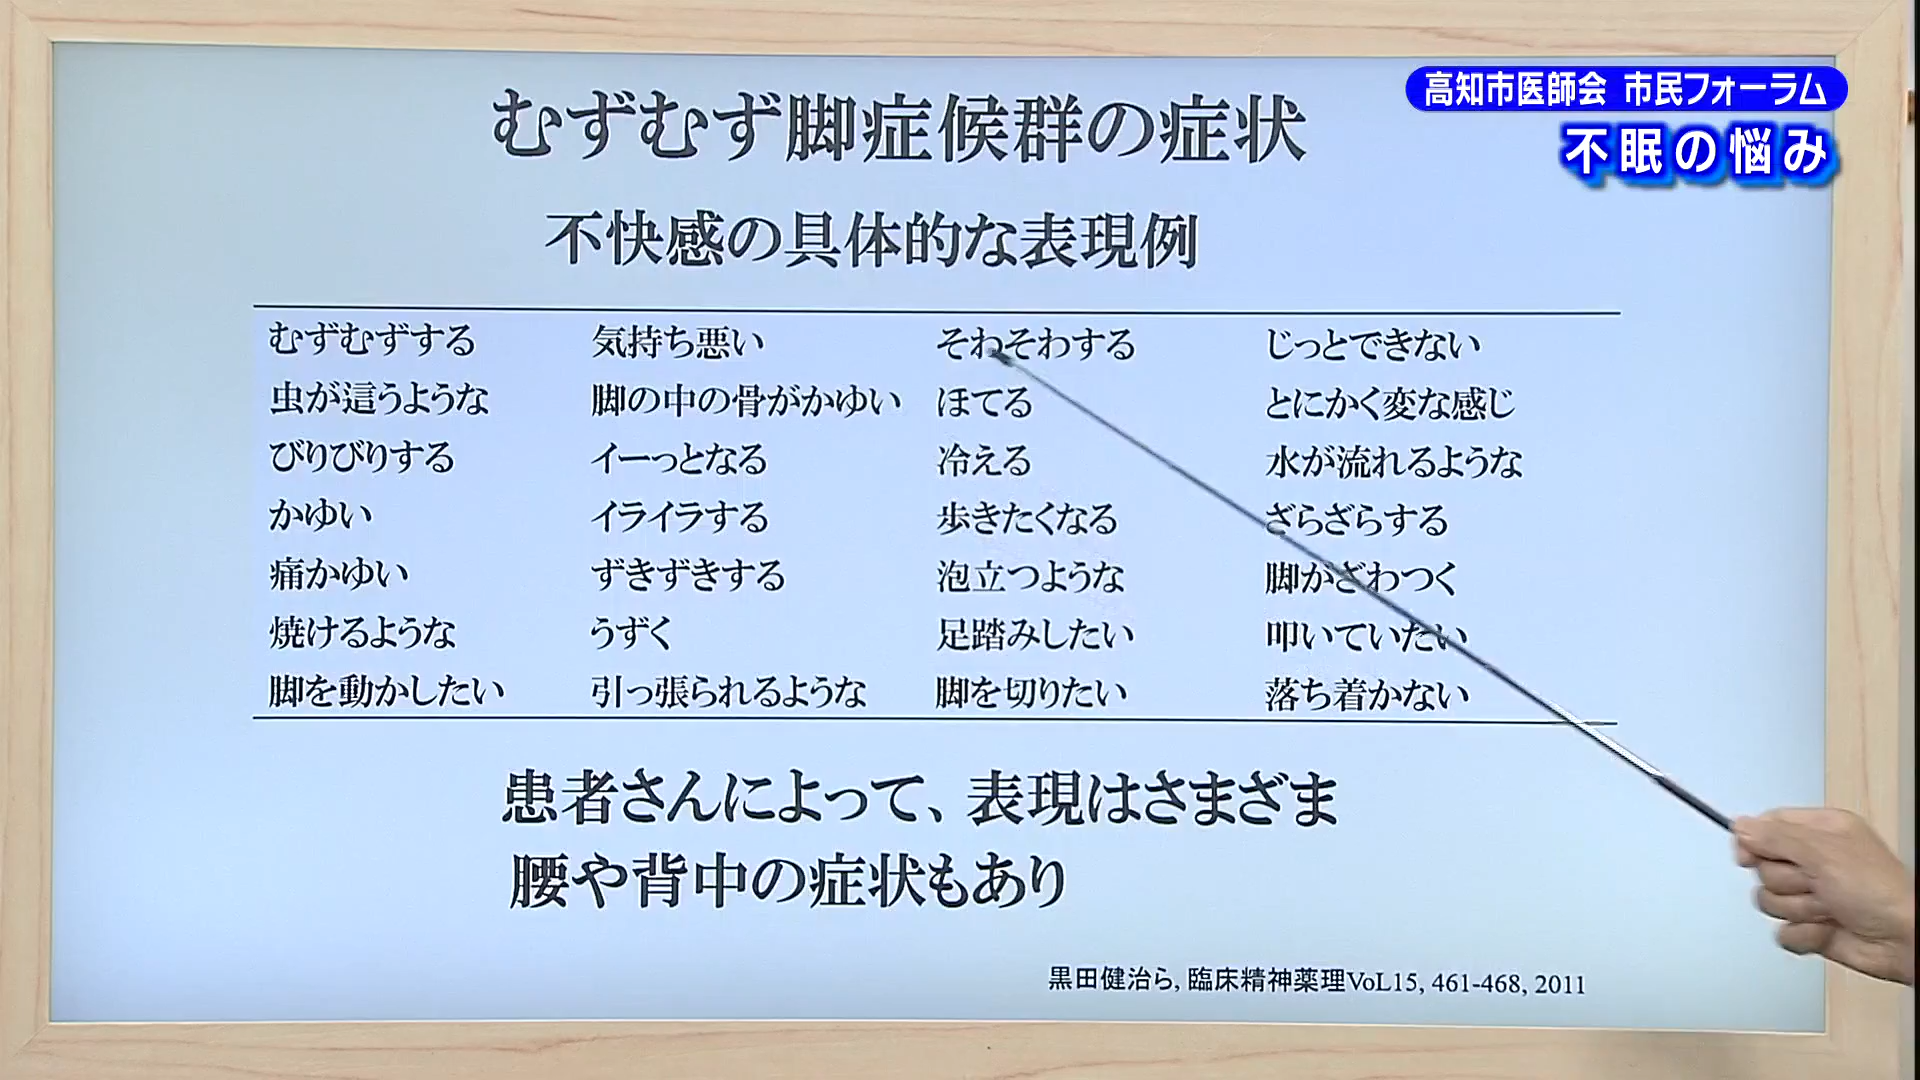 高知市医師会 市民フォーラム
不眠の悩み
むずむず脚症候群の症状
不快感の具体的な表現例
むずむずする 気持ち悪い そわそわする じっとできない
虫が這うような 脚の中の骨がかゆい ほてる とにかく変な感じ
びりびりする イーっとなる 冷える 水が流れるような
かゆい イライラする 歩きたくなる ざらざらする
痛かゆい ずきずきする 泡立つような 脚がざわつく
焼けるような うずく 足踏みしたい 叩いていたい
脚を動かしたい 引っ張られるような 脚を切りたい 落ち着かない
患者さんによって、表現はさまざま
腰や背中の症状もあり
黒田健治ら, 臨床精神薬理VoL15, 461-468, 2011